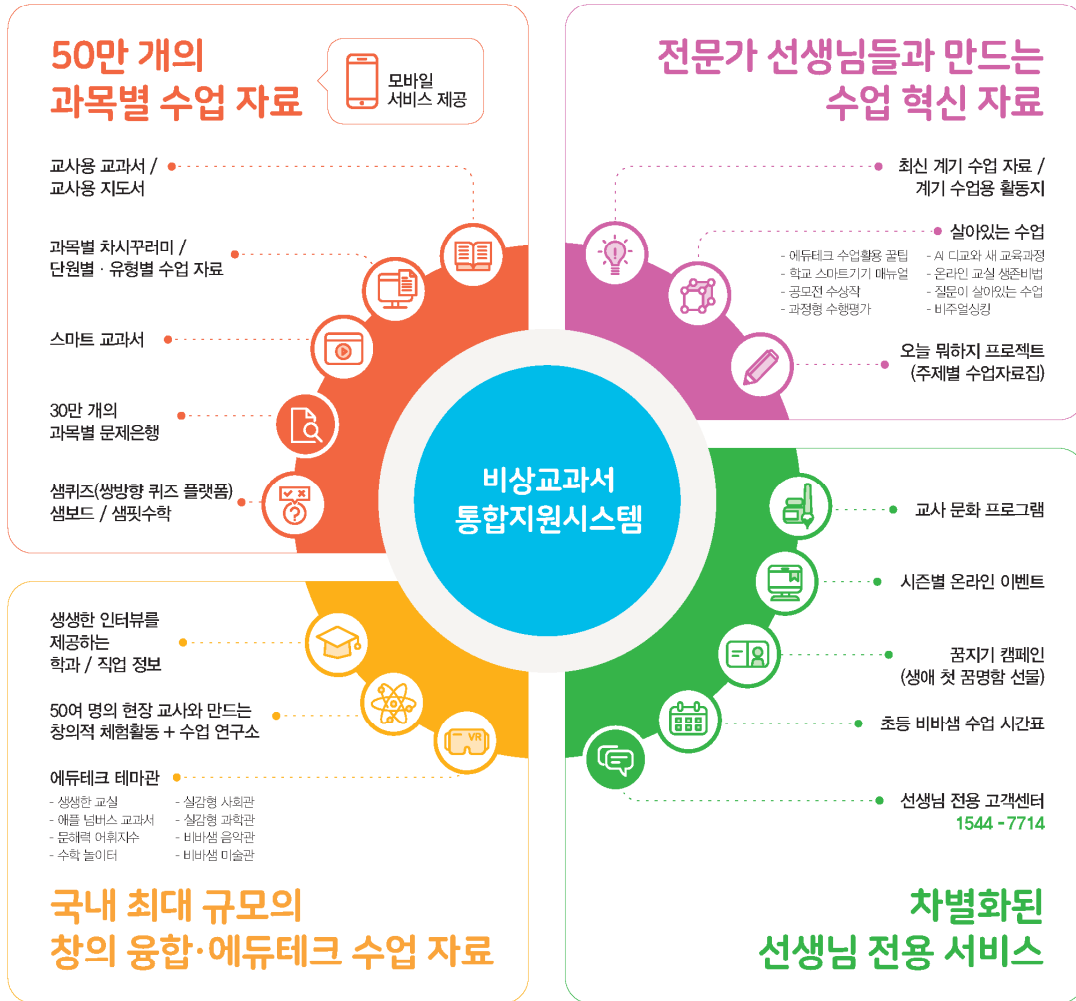 50만 개의
과목별 수업 자료
모바일
서비스 제공
교사용 교과서 /
교사용 지도서
과목별 차시꾸러미 /
단원별 · 유형별 수업 자료
스마트 교과서
30만 개의
과목별 문제은행
샘퀴즈(쌍방향 퀴즈 플랫폼)
샘보드 / 샘핏수학
전문가 선생님들과 만드는
수업 혁신 자료
최신 계기 수업 자료 /
계기 수업용 활동지
살아있는 수업
- 에듀테크 수업활용 꿀팁
- 학교 스마트기기 매뉴얼
- 공모전 수상작
- 과정형 수행평가
- AI 디교와 새 교육과정
- 온라인 교실 생존비법
- 질문이 살아있는 수업
- 비주얼싱킹
오늘 뭐하지 프로젝트
(주제별 수업자료집)
비상교과서
통합지원시스템
생생한 인터뷰를
제공하는
학과 / 직업 정보
50여 명의 현장 교사와 만드는
창의적 체험활동 + 수업 연구소
에듀테크 테마관
- 생생한 교실
- 애플 넘버스 교과서
- 문해력 어휘지수
- 수학 놀이터
- 실감형 사회관
- 실감형 과학관
- 비바샘 음악관
- 비바샘 미술관
VR
국내 최대 규모의
창의 융합·에듀테크 수업 자료
교사 문화 프로그램
시즌별 온라인 이벤트
꿈지기 캠페인
(생애 첫 꿈명함 선물)
초등 비바샘 수업 시간표
선생님 전용 고객센터
1544 - 7714
차별화된
선생님 전용 서비스